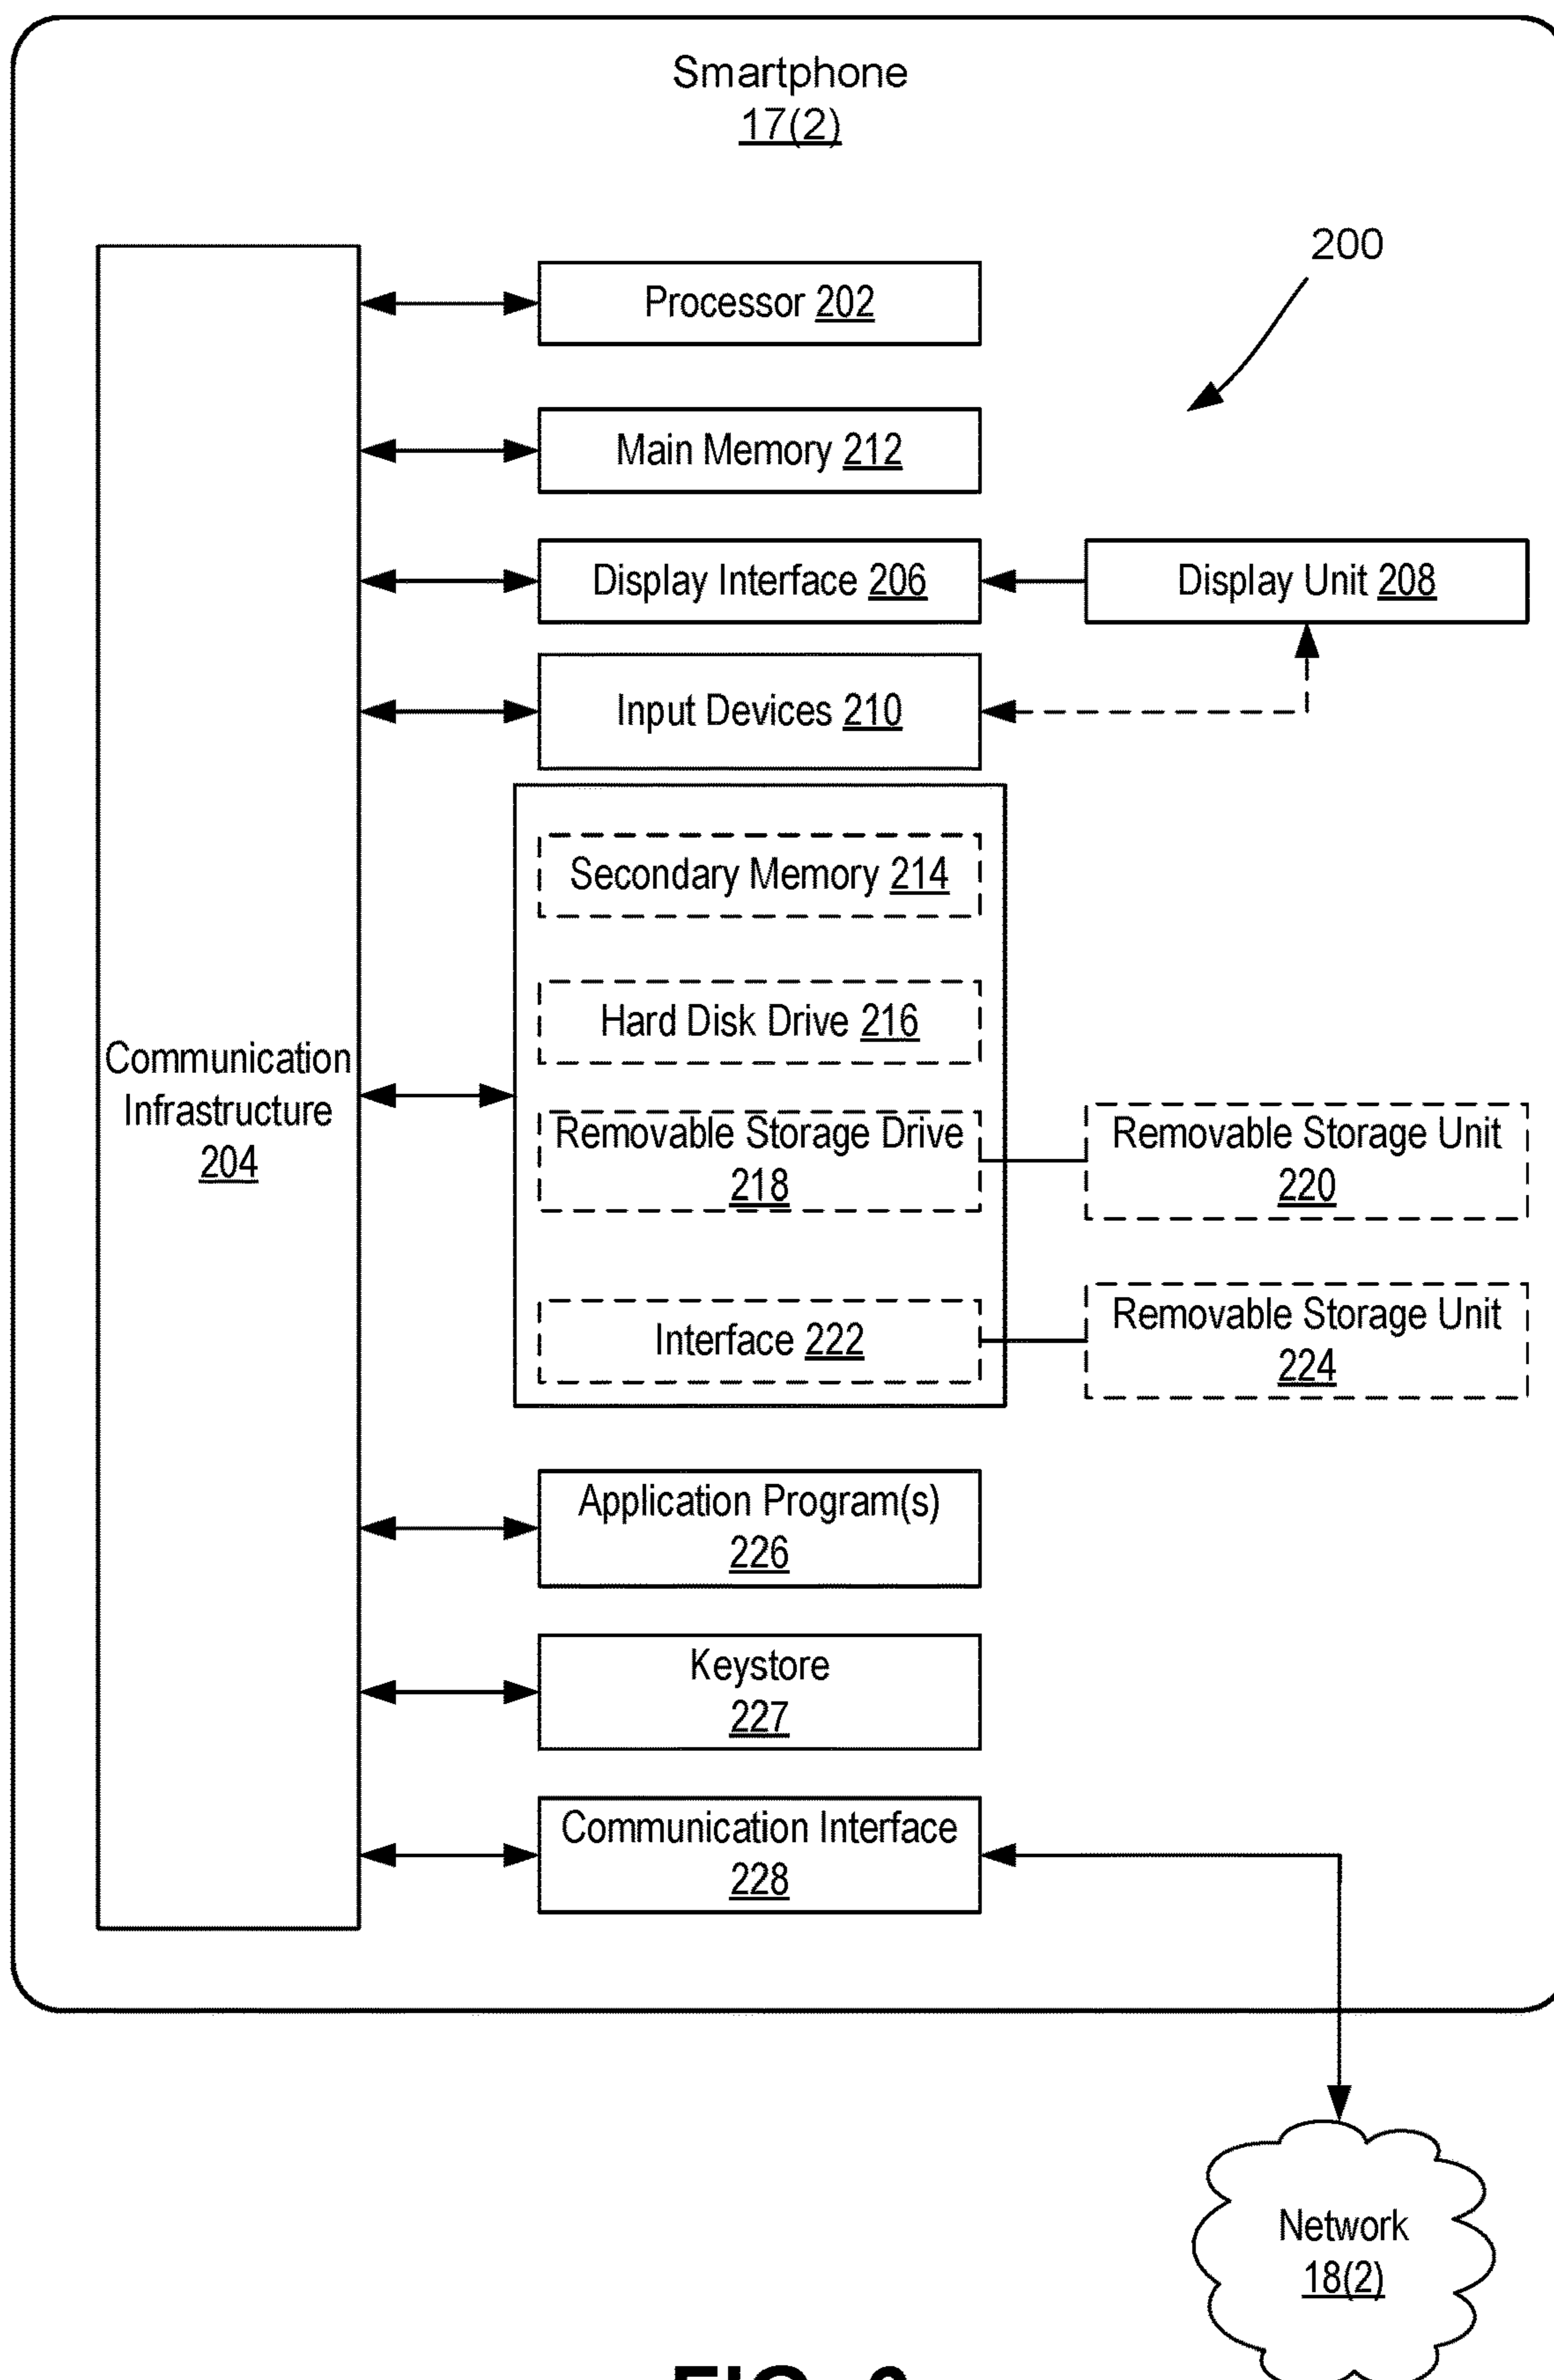 Smartphone
17(2)
200
Processor 202
Main Memory 212
Display Interface 206
Display Unit 208
Input Devices 210
Secondary Memory 214
Hard Disk Drive 216
Communication
Infrastructure
204
Removable Storage Drive
218
Removable Storage Unit
220
Interface 222
Removable Storage Unit
224
Application Program(s)
226
Keystore
227
Communication Interface
228
Network
18(2)
FIG.